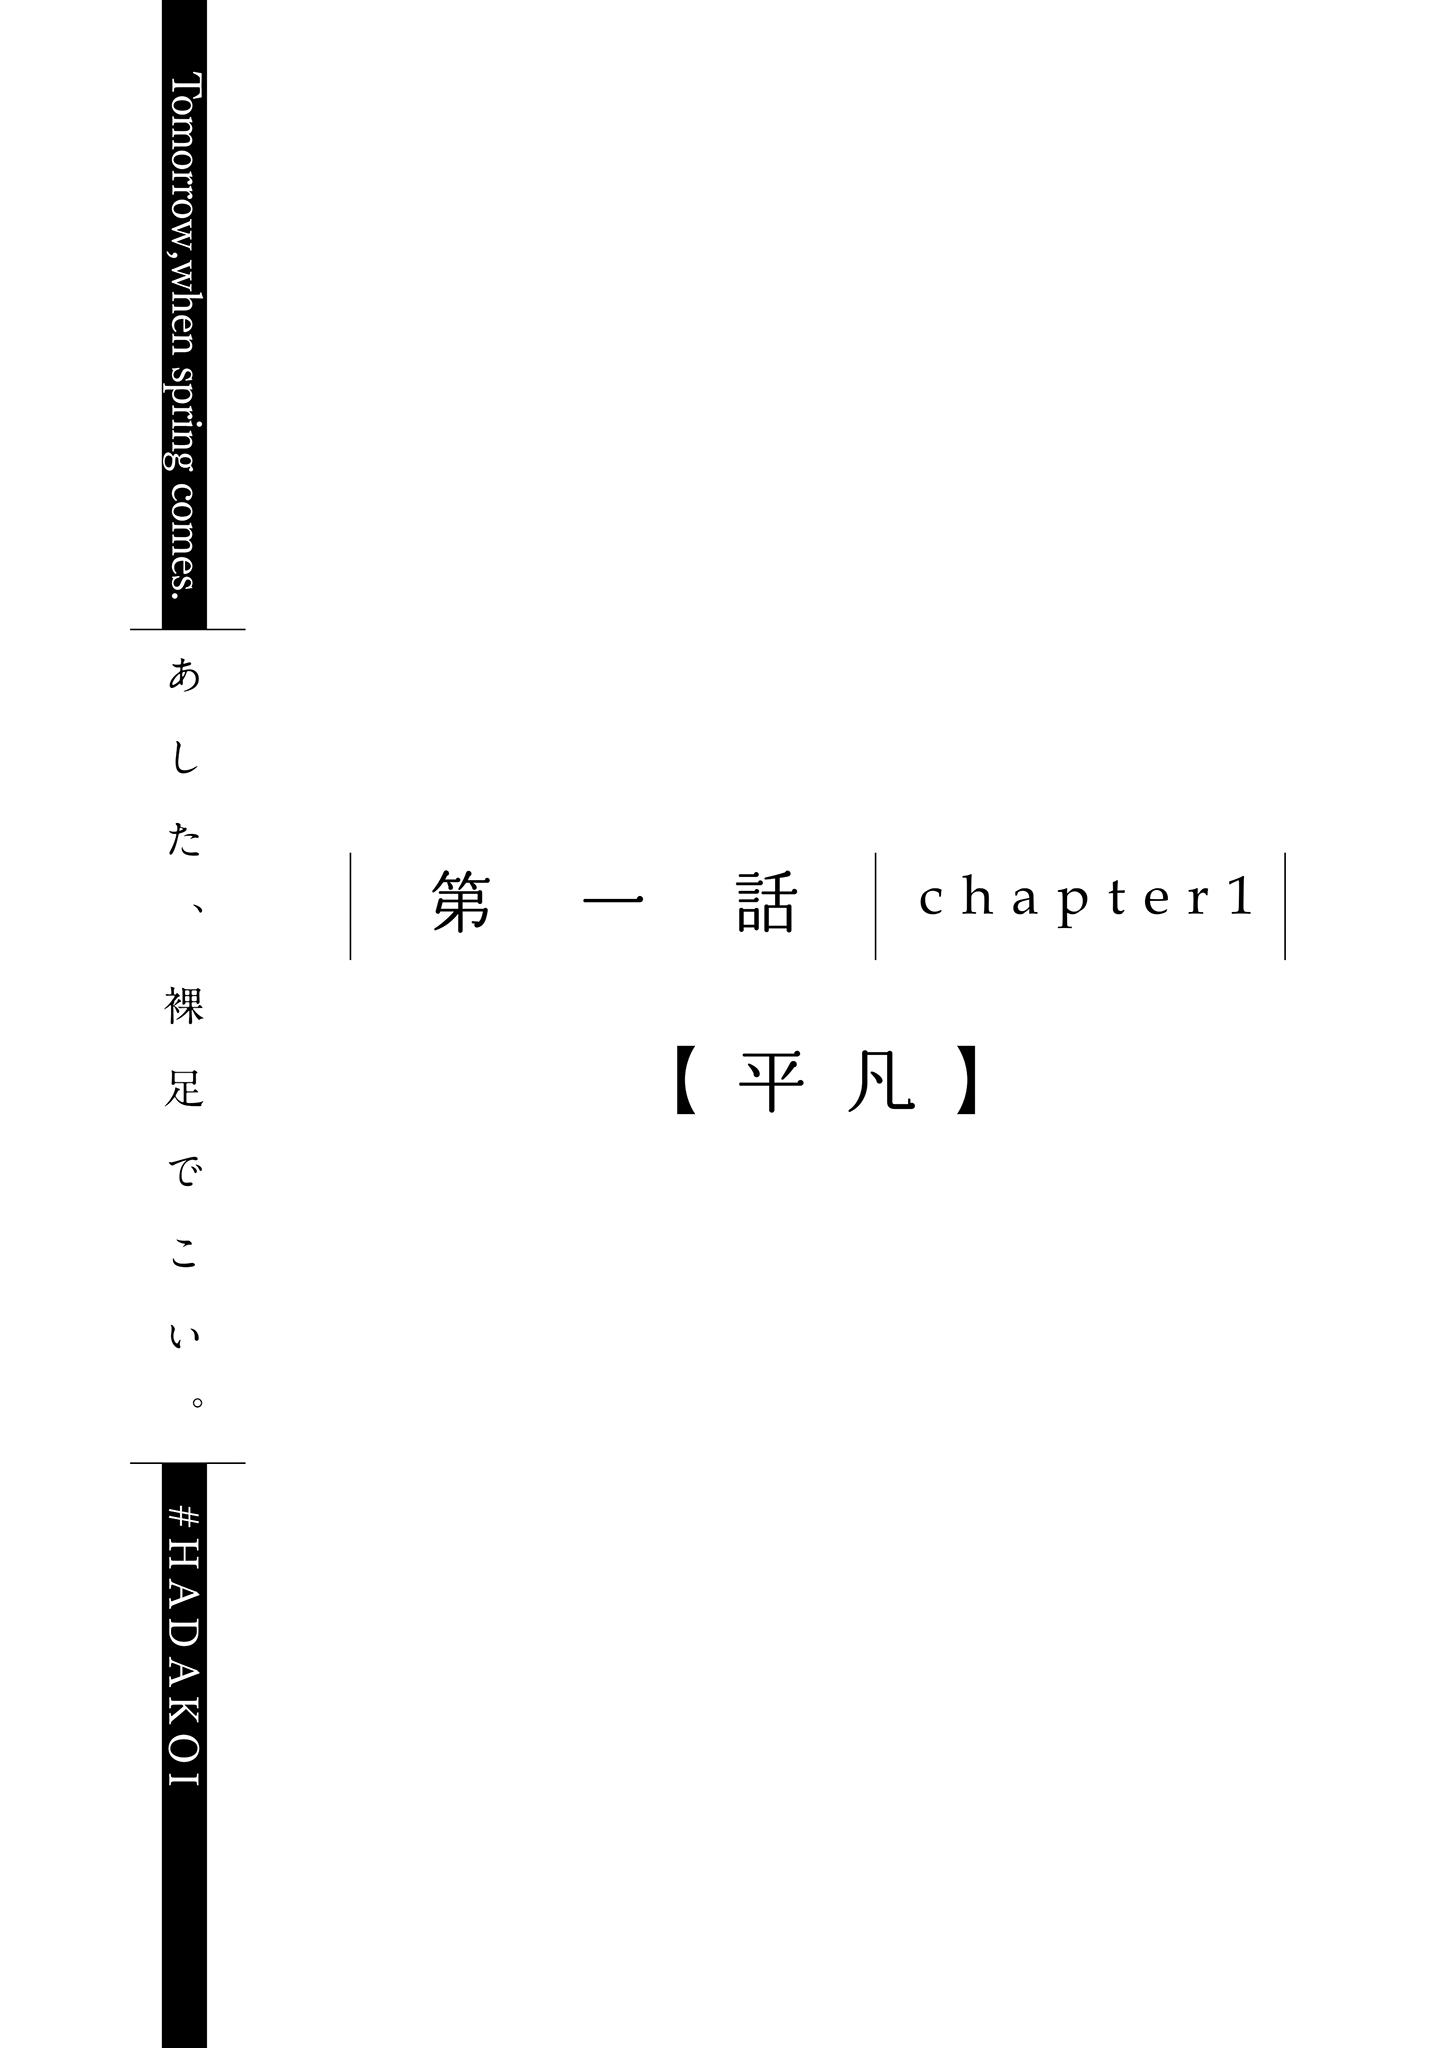 Tomorrow,when spring comes.
あした、裸足でこい。
#HADAKOI
第一話 chapter1
【平凡】